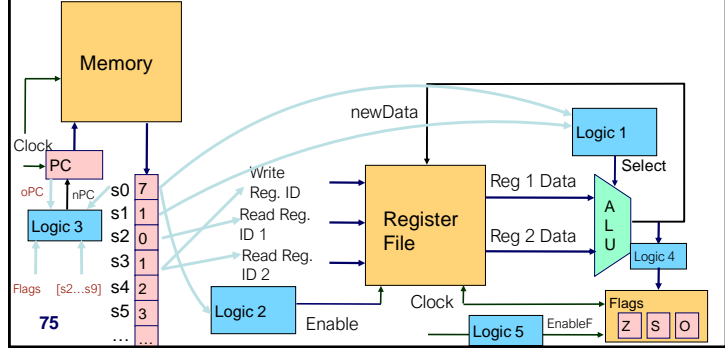 Memory
newData
Logic 1
Clock
PC
Select
oPC
nPC
s0 7
s1 1
s2 0
s3 1
s4 2
s5 3
... ...
Write
Reg. ID
Read Reg.
ID 1
Read Reg.
ID 2
Register
File
Reg 1 Data
Reg 2 Data
A
L
U
Logic 3
Logic 4
Flags
[s2...s9]
75
Logic 2
Enable
Clock
Flags
Z S O
Logic 5
EnableF